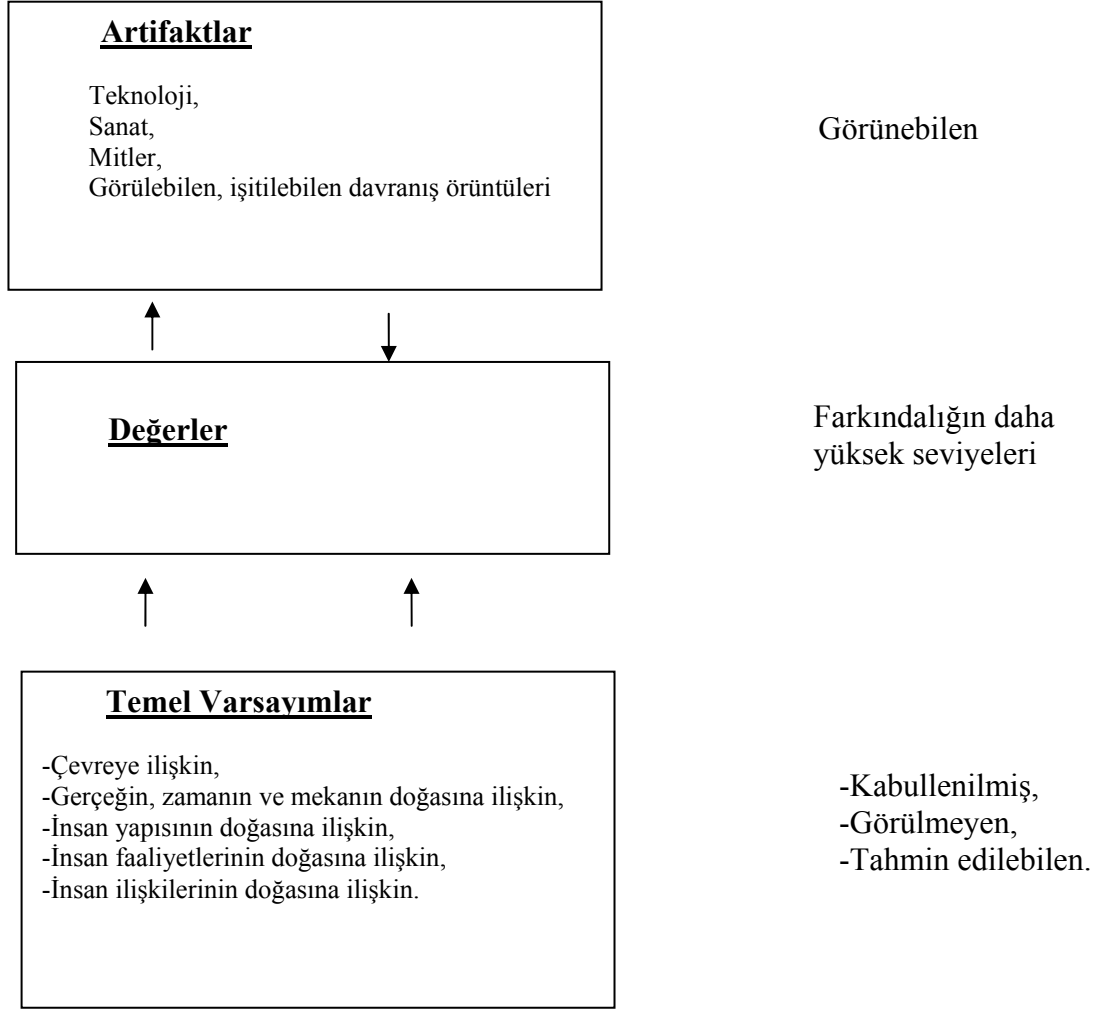 Artifaktlar
Teknoloji,
Sanat,
Mitler,
Görülebilen, işitilebilen davranış örüntüleri
Görünebilen
Değerler
Farkındalığın daha
yüksek seviyeleri
Temel Varsayımlar
-Çevreye ilişkin,
-Gerçeğin, zamanın ve mekanın doğasına ilişkin,
-İnsan yapısının doğasına ilişkin,
-İnsan faaliyetlerinin doğasına ilişkin,
-İnsan ilişkilerinin doğasına ilişkin.
-Kabullenilmiş,
-Görülmeyen,
-Tahmin edilebilen.